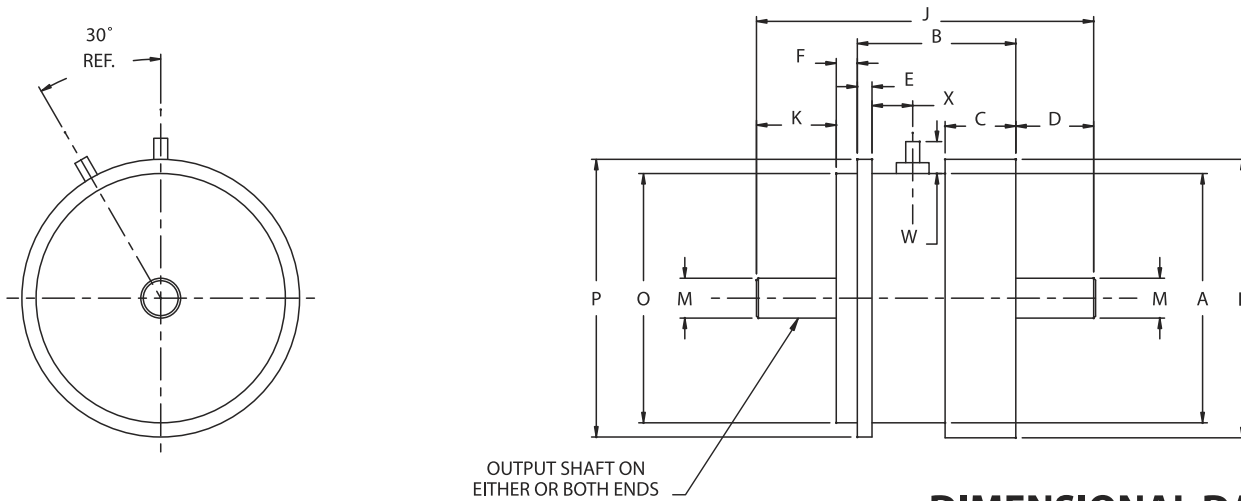 30°
REF.
J
B
F
E
X
K
C
D
W
P
O
M
M
A
OUTPUT SHAFT ON
EITHER OR BOTH ENDS